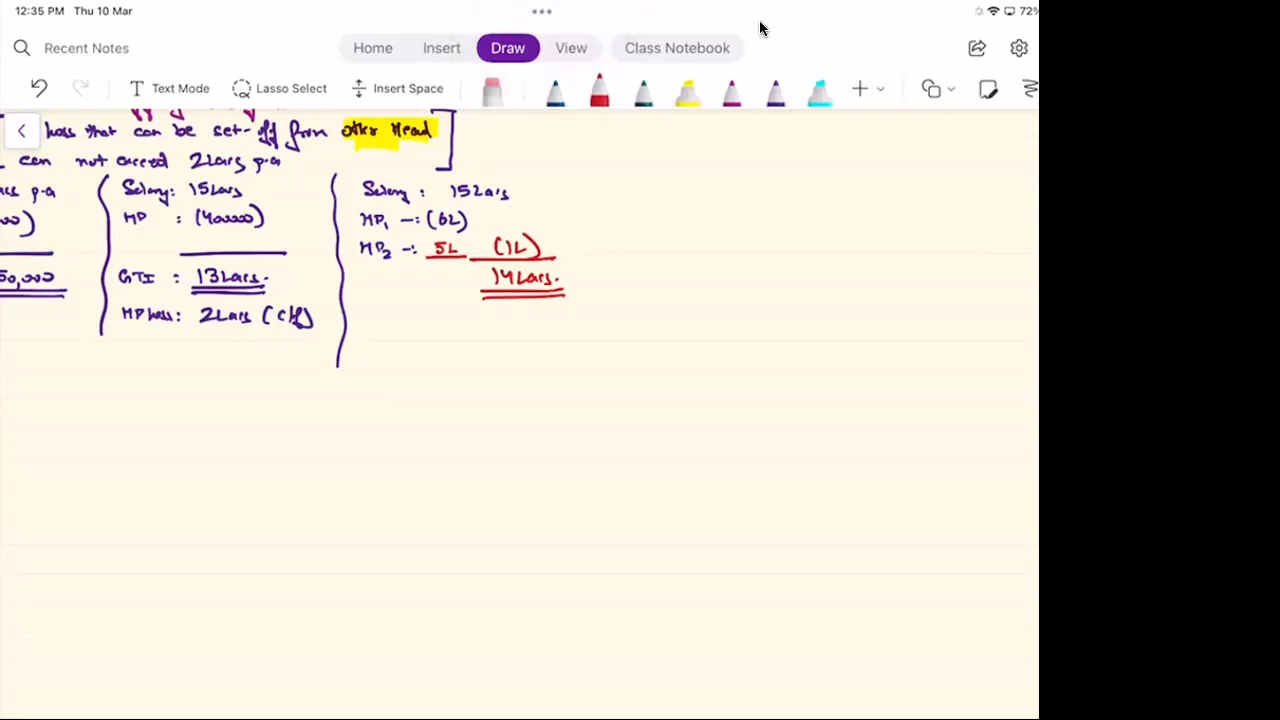 12:35 PM Thu 10 Mar
72%
Recent Notes
Home Insert Draw View Class Notebook
Text Mode Lasso Select Insert Space
loss that can be set-off from other Head
can not exceed 2Lacs p.a
p.a
50,000
Salary: 15Lacs
HP : (400000)
GTI : 13Lacs.
HP loss: 2Lacs (c/f)
Salary : 15Lacs
HP1 -: (6L)
HP2 -: 5L (1L)
14Lacs.